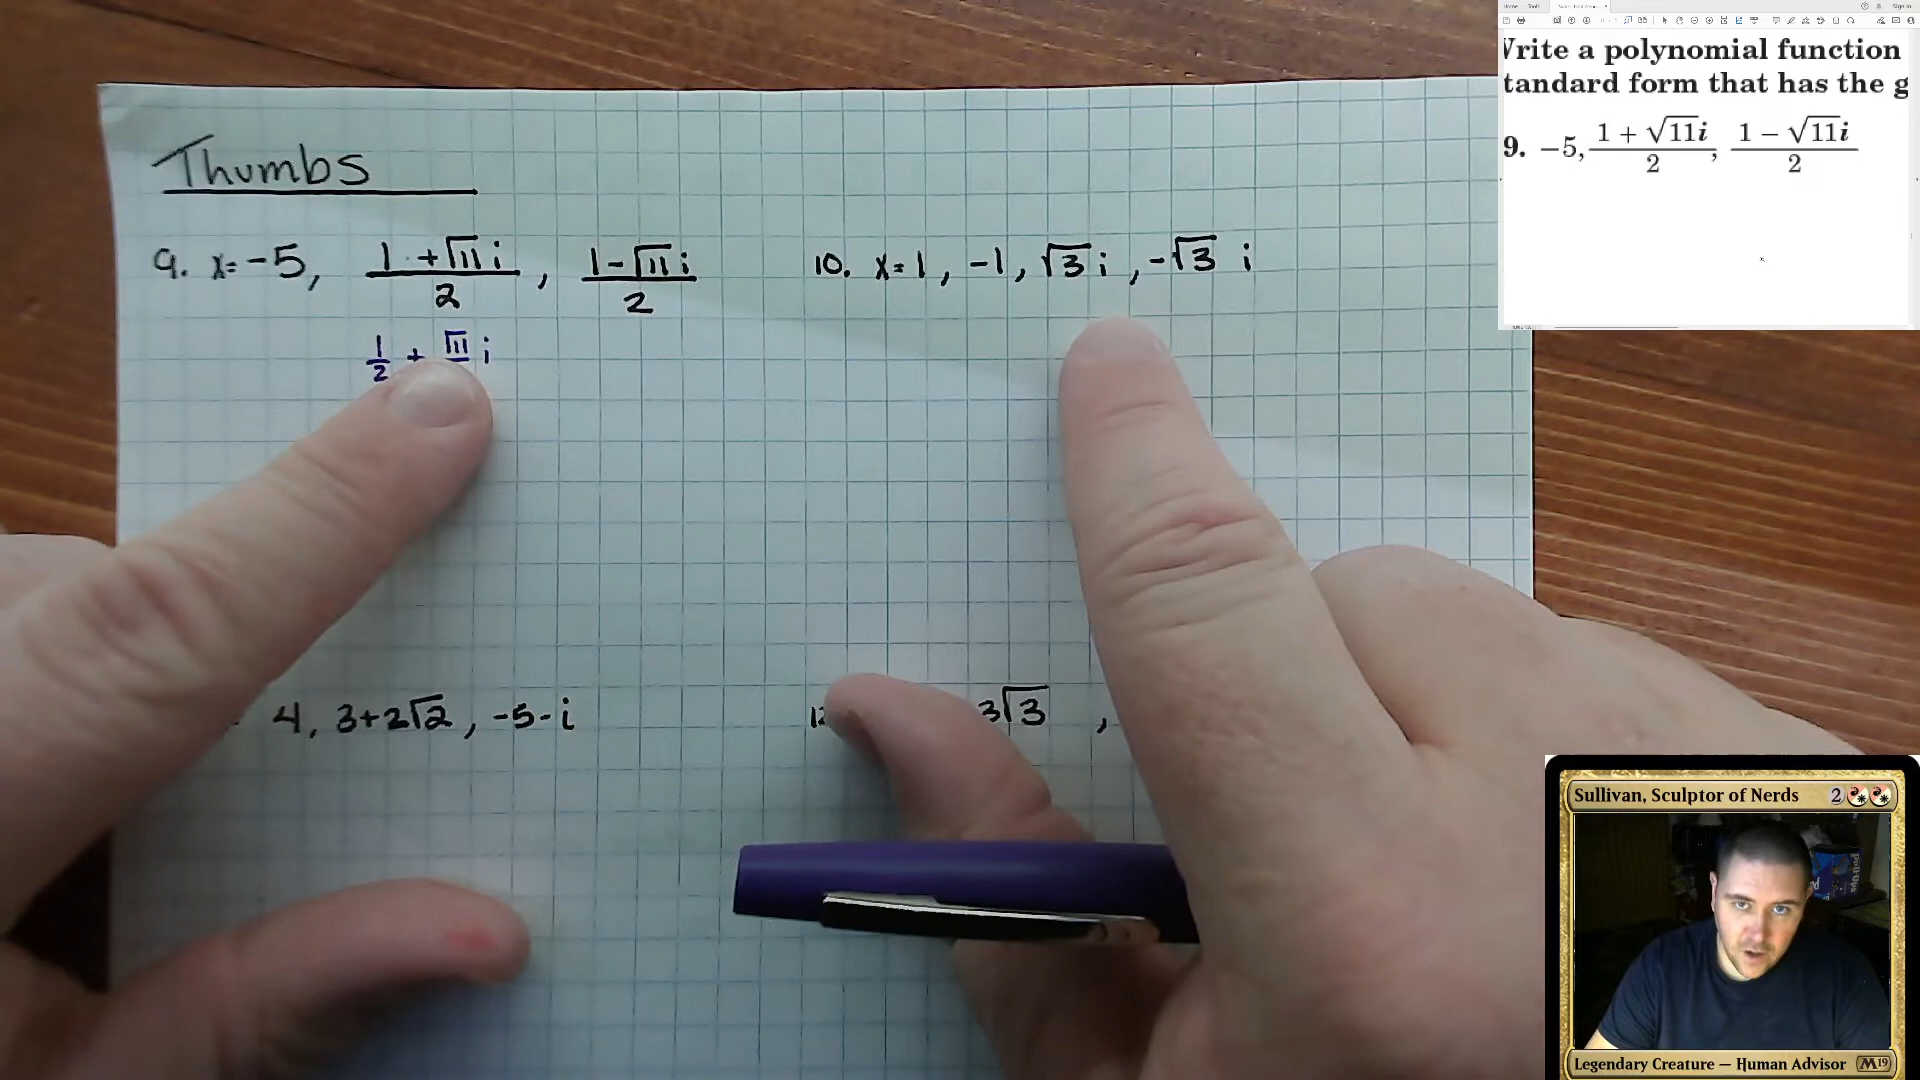 Thumbs
9. x= -5, 1 + √11 i / 2 , 1 - √11 i / 2
1/2 + √11 i
10. x= 1, -1, √3 i, -√3 i
4, 3+2√2, -5-i
3√3 ,
Write a polynomial function
tandard form that has the g
9. -5, 1 + √11i / 2, 1 - √11i / 2
Sullivan, Sculptor of Nerds 2
Legendary Creature — Human Advisor M19